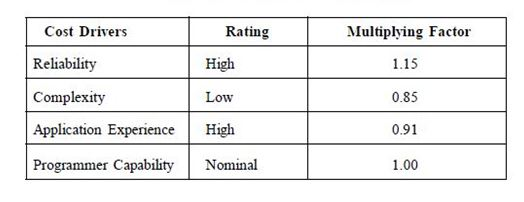 Cost Drivers Rating Multiplying Factor
Reliability High 1.15
Complexity Low 0.85
Application Experience High 0.91
Programmer Capability Nominal 1.00